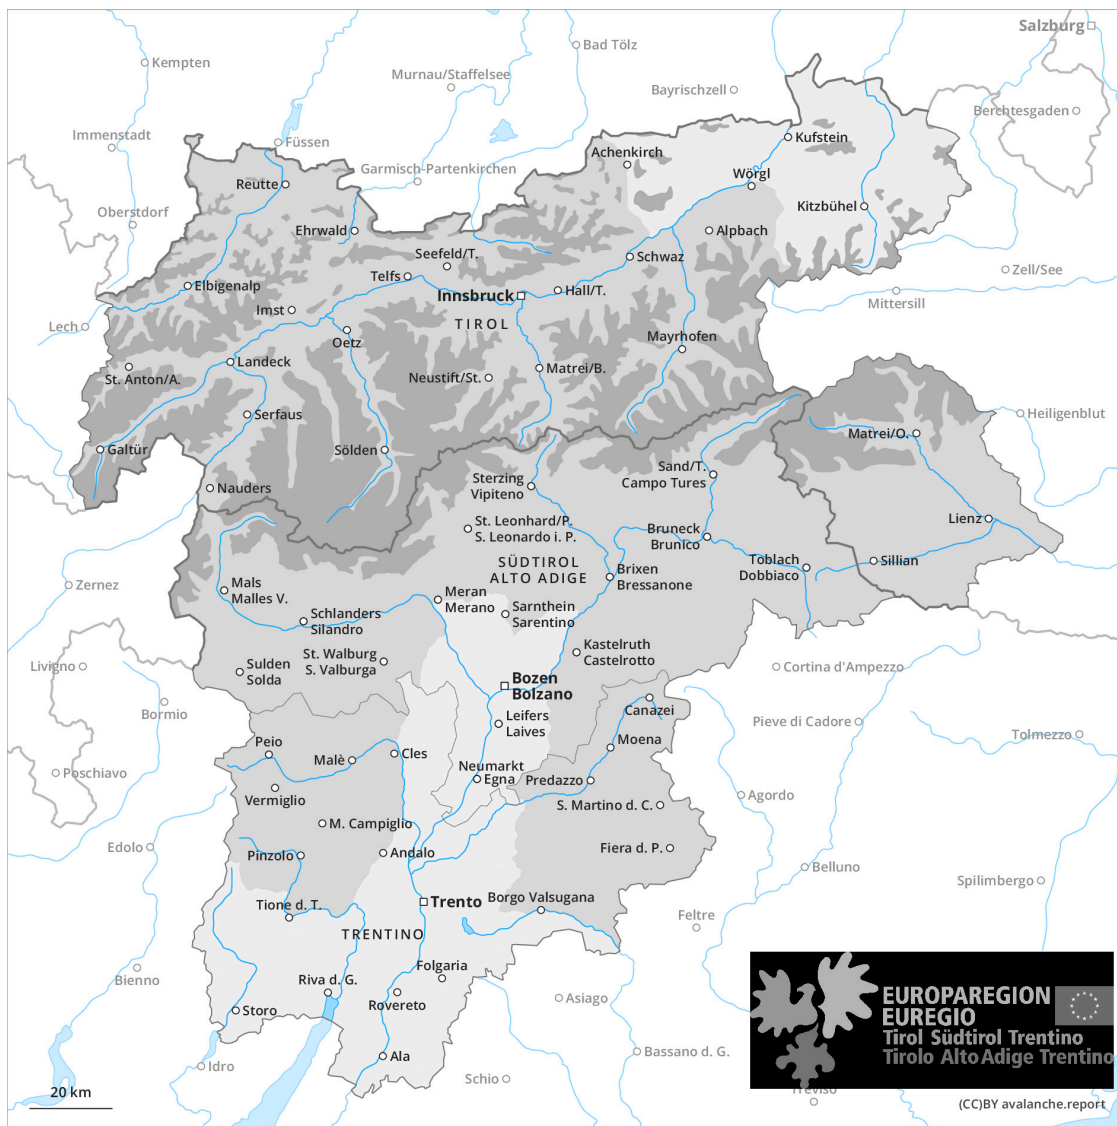 Salzburg
Bad Tölz
Kempten
Murnau/Staffelsee
Bayrischzell
Berchtesgaden
Immenstadt
Füssen
Kufstein
Achenkirch
Garmisch-Partenkirchen
Wörgl
Reutte
Kitzbühel
Oberstdorf
Ehrwald
Alpbach
Seefeld/T.
Schwaz
Zell/See
Telfs
Elbigenalp
Innsbruck
Hall/T.
Mittersill
Imst
Lech
TIROL
Oetz
Mayrhofen
Landeck
Matrei/B.
St. Anton/A.
Neustift/St.
Serfaus
Heiligenblut
Matrei/O.
Galtür
Sölden
Sand/T.
Campo Tures
Sterzing
Vipiteno
Nauders
Lienz
St. Leonhard/P.
S. Leonardo i. P.
Bruneck
Brunico
SÜDTIROL
ALTO ADIGE
Toblach
Dobbiaco
Sillian
Brixen
Bressanone
Zernez
Mals
Malles V.
Meran
Merano
Sarnthein
Sarentino
Schlanders
Silandro
Kastelruth
Castelrotto
St. Walburg
S. Valburga
Livigno
Sulden
Solda
Cortina d'Ampezzo
Bozen
Bolzano
Bormio
Canazei
Leifers
Laives
Pieve di Cadore
Tolmezzo
Peio
Cles
Moena
Malè
Poschiavo
Neumarkt
Egna
Predazzo
Vermiglio
Agordo
S. Martino d. C.
M. Campiglio
Edolo
Pinzolo
Andalo
Fiera d. P.
Belluno
Spilimbergo
Tione d. T.
Trento
Borgo Valsugana
Feltre
TRENTINO
Bienno
Folgaria
Riva d. G.
Rovereto
Asiago
Storo
EUROPAREGION
EUREGIO
Tirol Südtirol Trentino
Tirolo Alto Adige Trentino
Ala
Bassano d. G.
Idro
Schio
20 km
Treviso
(CC)BY avalanche.report